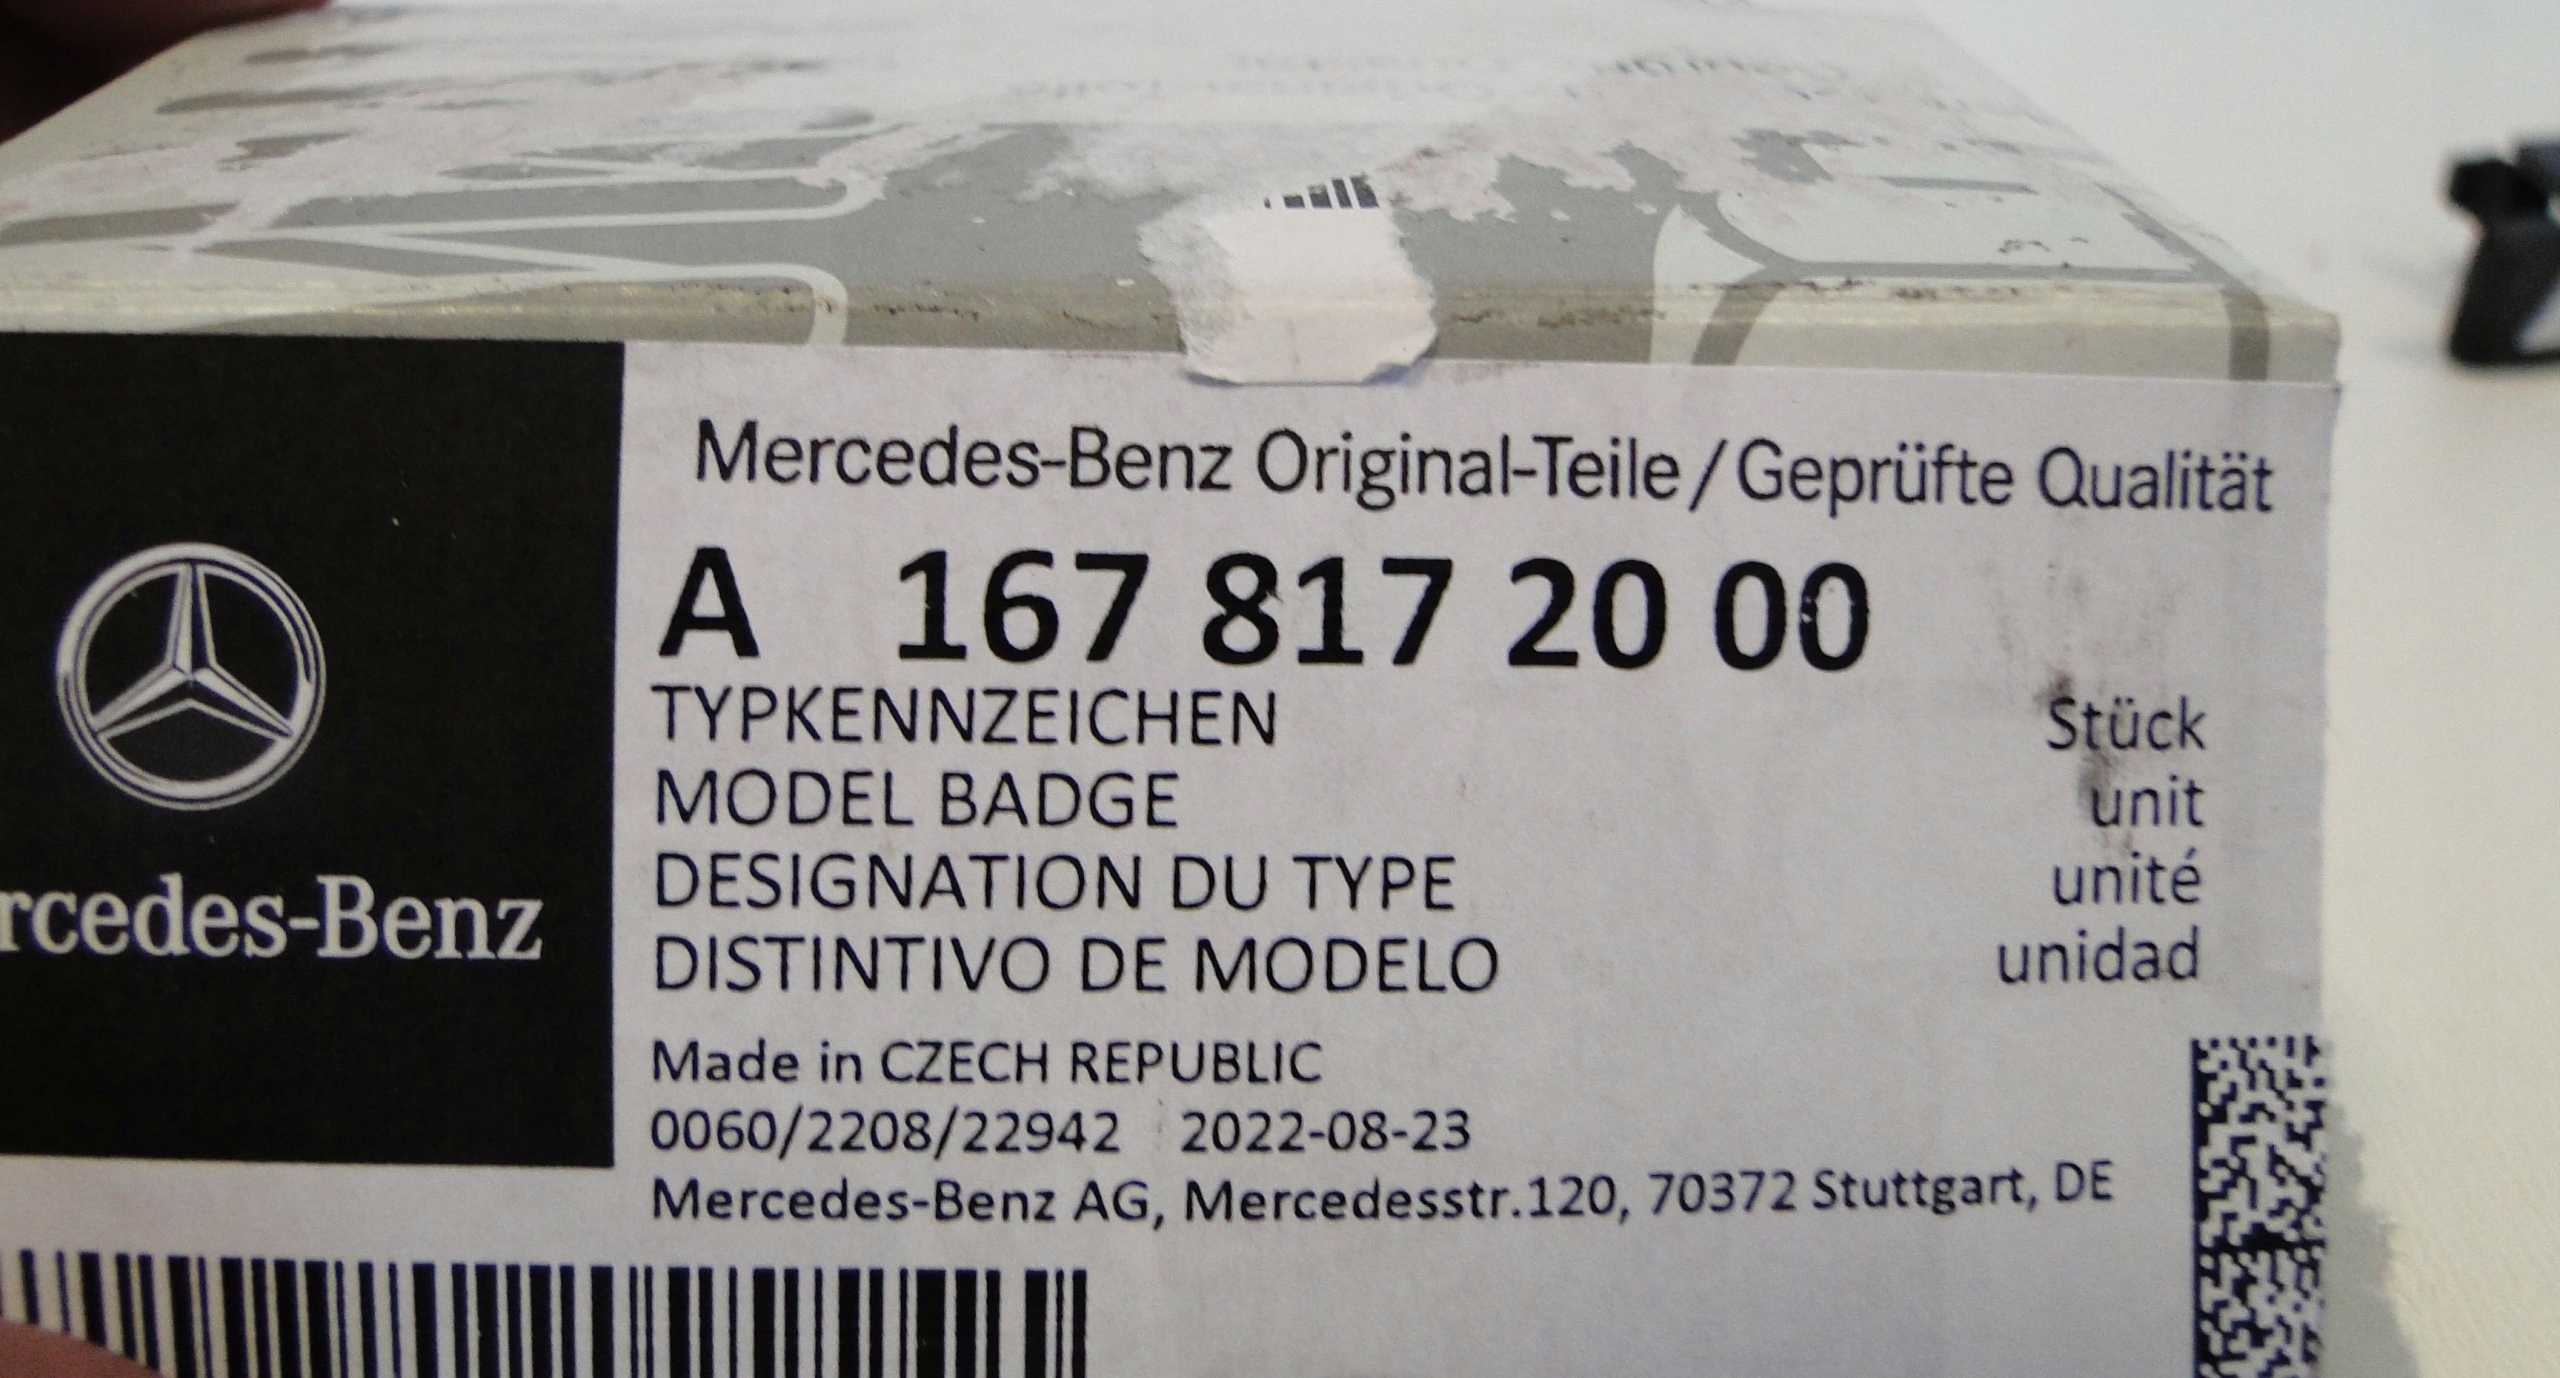 Mercedes-Benz Original-Teile/Geprüfte Qualität
A 167 817 20 00
TYPKENNZEICHEN Stück
MODEL BADGE unit
DESIGNATION DU TYPE unité
DISTINTIVO DE MODELO unidad
rcedes-Benz
Made in CZECH REPUBLIC
0060/2208/22942 2022-08-23
Mercedes-Benz AG, Mercedesstr.120, 70372 Stuttgart, DE